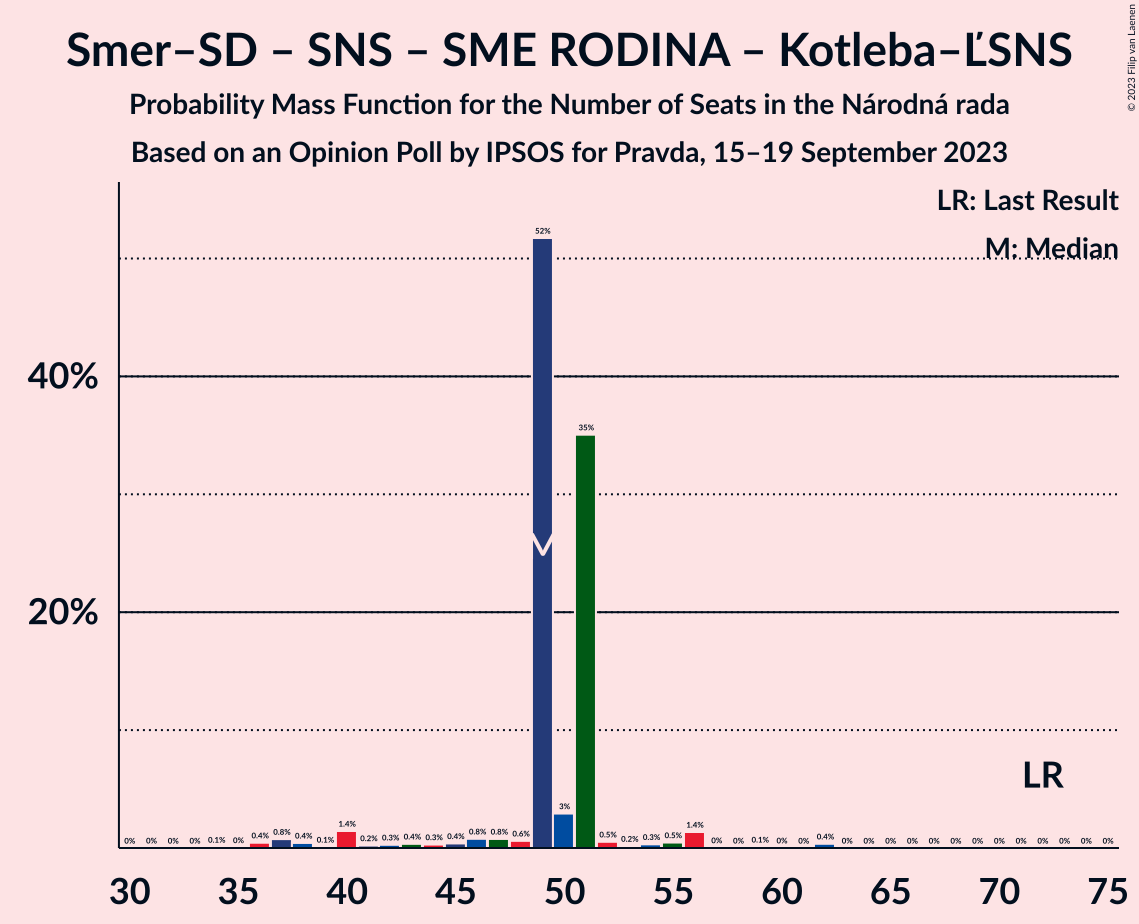 Smer–SD – SNS – SME RODINA – Kotleba–ĽSNS
Probability Mass Function for the Number of Seats in the Národná rada
Based on an Opinion Poll by IPSOS for Pravda, 15–19 September 2023
© 2023 Filip van Laenen
LR: Last Result
M: Median
40%
20%
52%
35%
0% 0% 0% 0% 0.1% 0% 0.4% 0.8% 0.4% 0.1% 1.4% 0.2% 0.3% 0.4% 0.3% 0.4% 0.8% 0.8% 0.6% 3% 0.5% 0.2% 0.3% 0.5% 1.4% 0% 0% 0.1% 0% 0% 0.4% 0% 0% 0% 0% 0% 0% 0% 0% 0% 0% 0% 0% 0%
M
LR
30 35 40 45 50 55 60 65 70 75